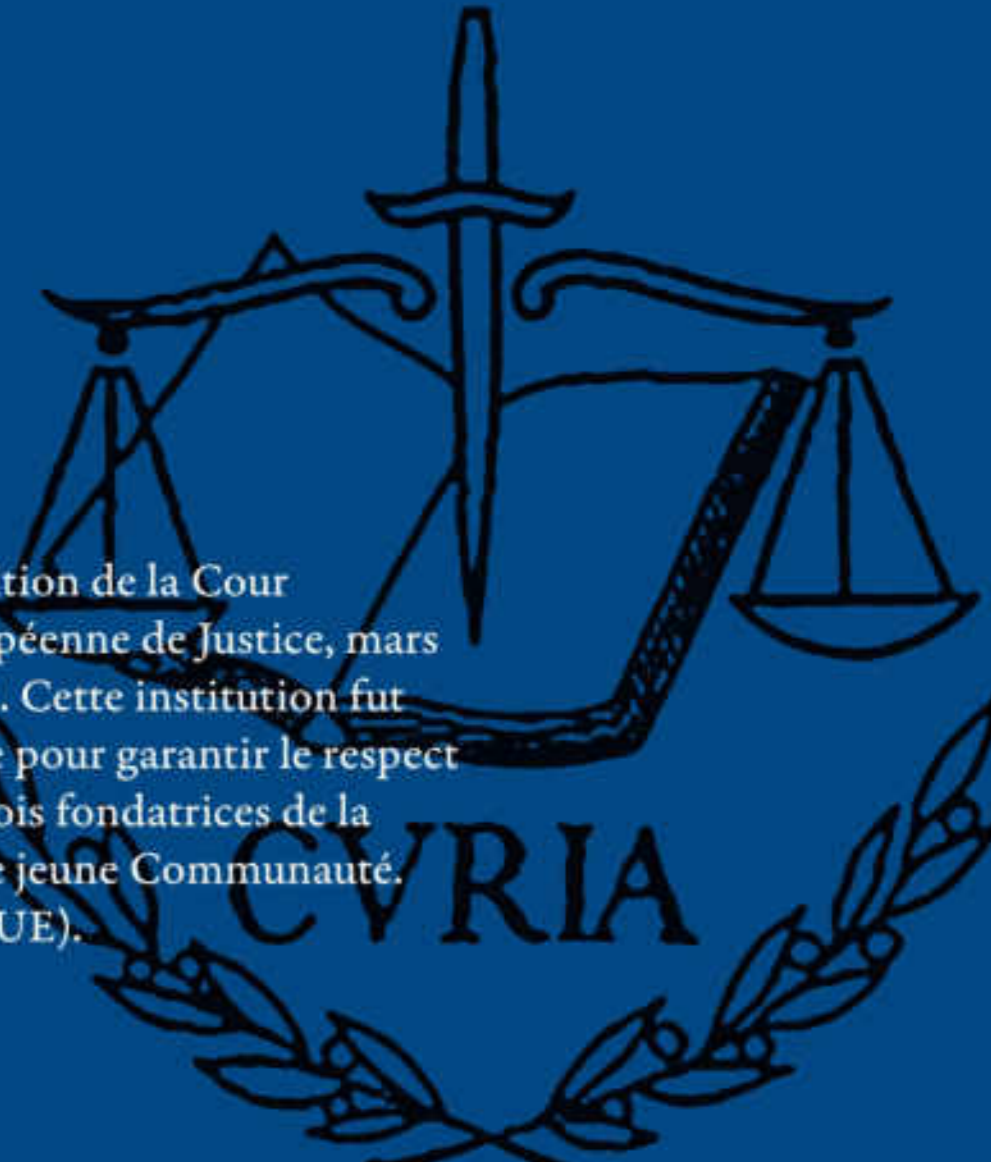 tion de la Cour
péenne de Justice, mars
. Cette institution fut
e pour garantir le respect
ois fondatrices de la
e jeune Communauté.
UE).
CVRIA